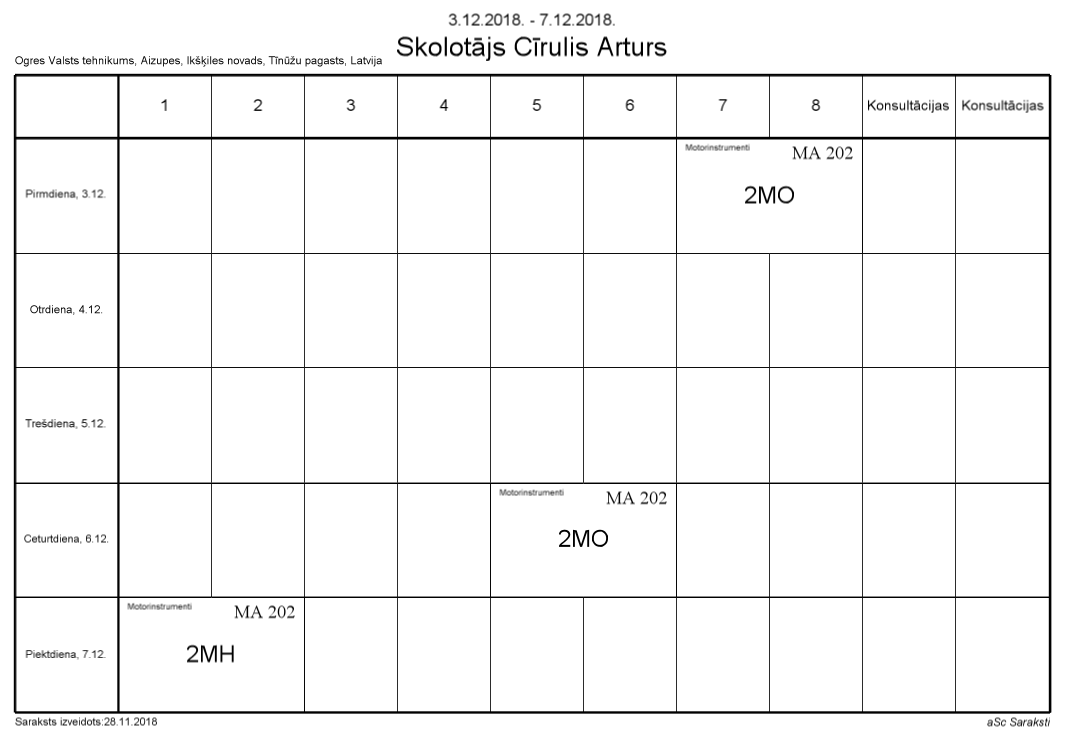 3.12.2018. - 7.12.2018.
Skolotājs Cīrulis Arturs
Ogres Valsts tehnikums, Aizupes, Ikšķiles novads, Tīnūžu pagasts, Latvija
1 2 3 4 5 6 7 8 Konsultācijas Konsultācijas
Motorinstrumenti MA 202
Pirmdiena, 3.12. 2MO
Otrdiena, 4.12.
Trešdiena, 5.12.
Motorinstrumenti MA 202
Ceturtdiena, 6.12. 2MO
Motorinstrumenti MA 202
Piektdiena, 7.12. 2MH
Saraksts izveidots:28.11.2018 aSc Saraksti